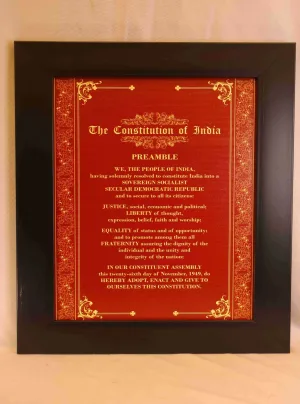 The Constitution of India
PREAMBLE
WE, THE PEOPLE OF INDIA,
having solemnly resolved to constitute India into a
SOVEREIGN SOCIALIST
SECULAR DEMOCRATIC REPUBLIC
and to secure to all its citizens:
JUSTICE, social, economic and political;
LIBERTY of thought,
expression, belief, faith and worship;
EQUALITY of status and of opportunity;
and to promote among them all
FRATERNITY assuring the dignity of the
individual and the unity and
integrity of the nation;
IN OUR CONSTITUENT ASSEMBLY
this twenty-sixth day of November, 1949, do
HEREBY ADOPT, ENACT AND GIVE TO
OURSELVES THIS CONSTITUTION.